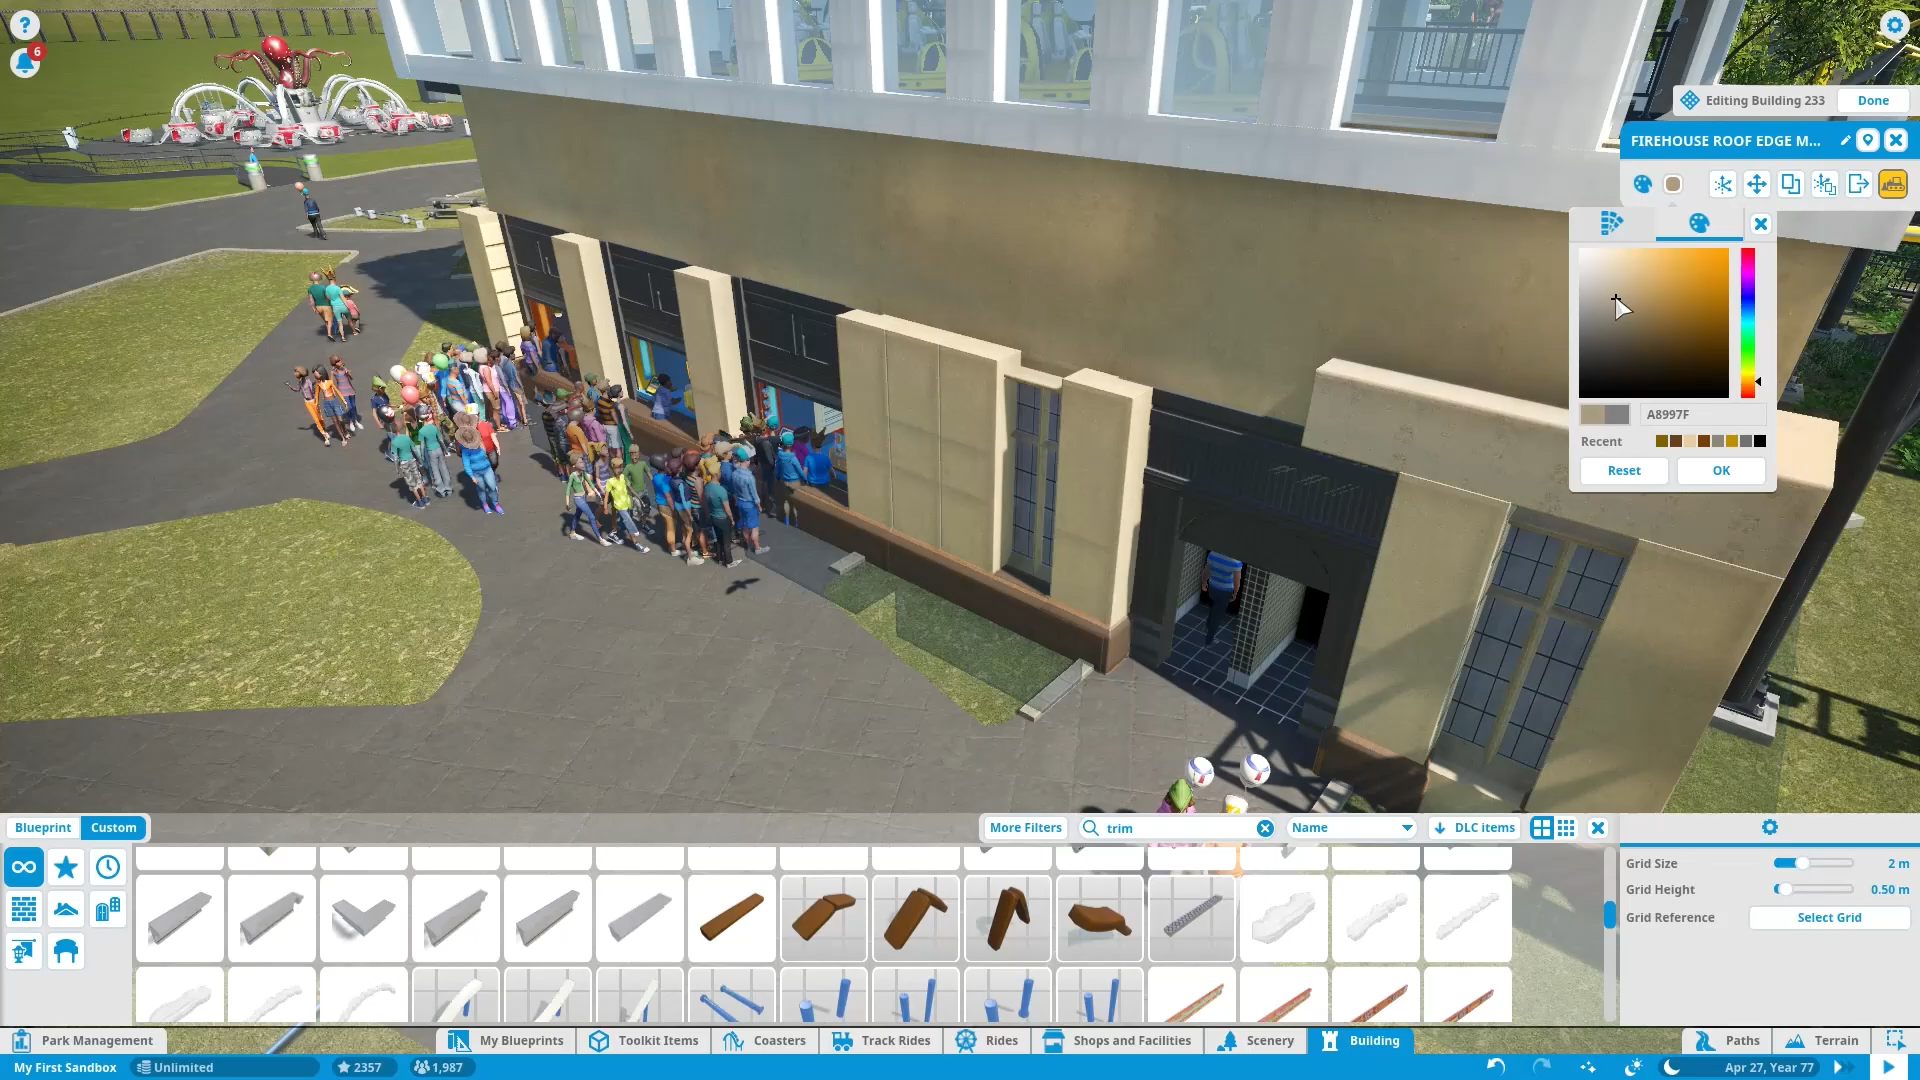 ?
6
Editing Building 233
Done
FIREHOUSE ROOF EDGE M...
A8997F
Recent
Reset
OK
Blueprint
Custom
More Filters
trim
Name
DLC items
Grid Size
2 m
Grid Height
0.50 m
Grid Reference
Select Grid
Park Management
My Blueprints
Toolkit Items
Coasters
Track Rides
Rides
Shops and Facilities
Scenery
Building
Paths
Terrain
My First Sandbox
Unlimited
2357
1,987
Apr 27, Year 77